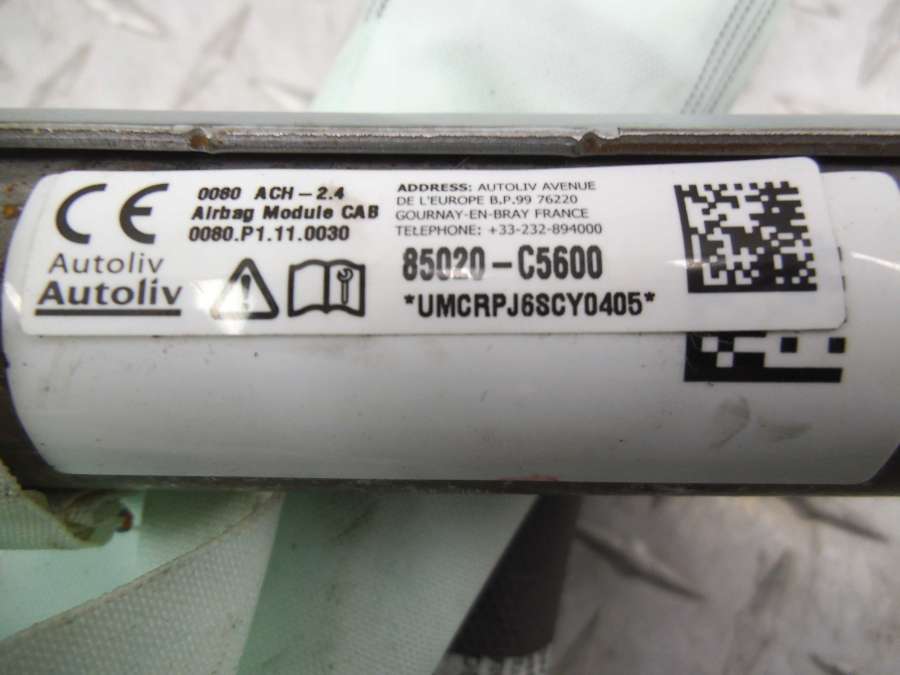 CE
0080 ACH-2.4
Airbag Module CAB
0080.P1.11.0030
Autoliv
Autoliv
ADDRESS: AUTOLIV AVENUE
DE L'EUROPE B.P.99 76220
GOURNAY-EN-BRAY FRANCE
TELEPHONE: +33-232-894000
85020-C5600
*UMCRPJ6SCY0405*